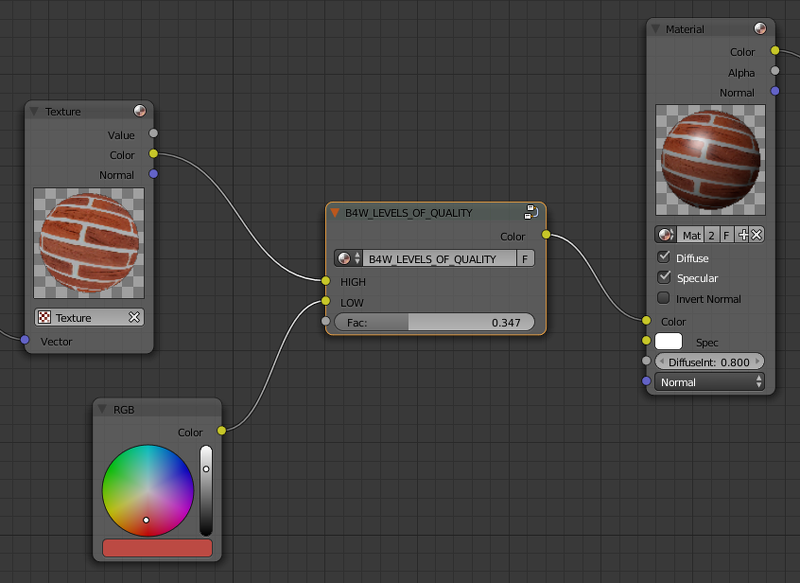 Texture
Value
Color
Normal
Texture
Vector
RGB
Color
B4W_LEVELS_OF_QUALITY
Color
B4W_LEVELS_OF_QUALITY F
HIGH
LOW
Fac: 0.347
Material
Color
Alpha
Normal
Mat 2 F
Diffuse
Specular
Invert Normal
Color
Spec
DiffuseInt: 0.800
Normal